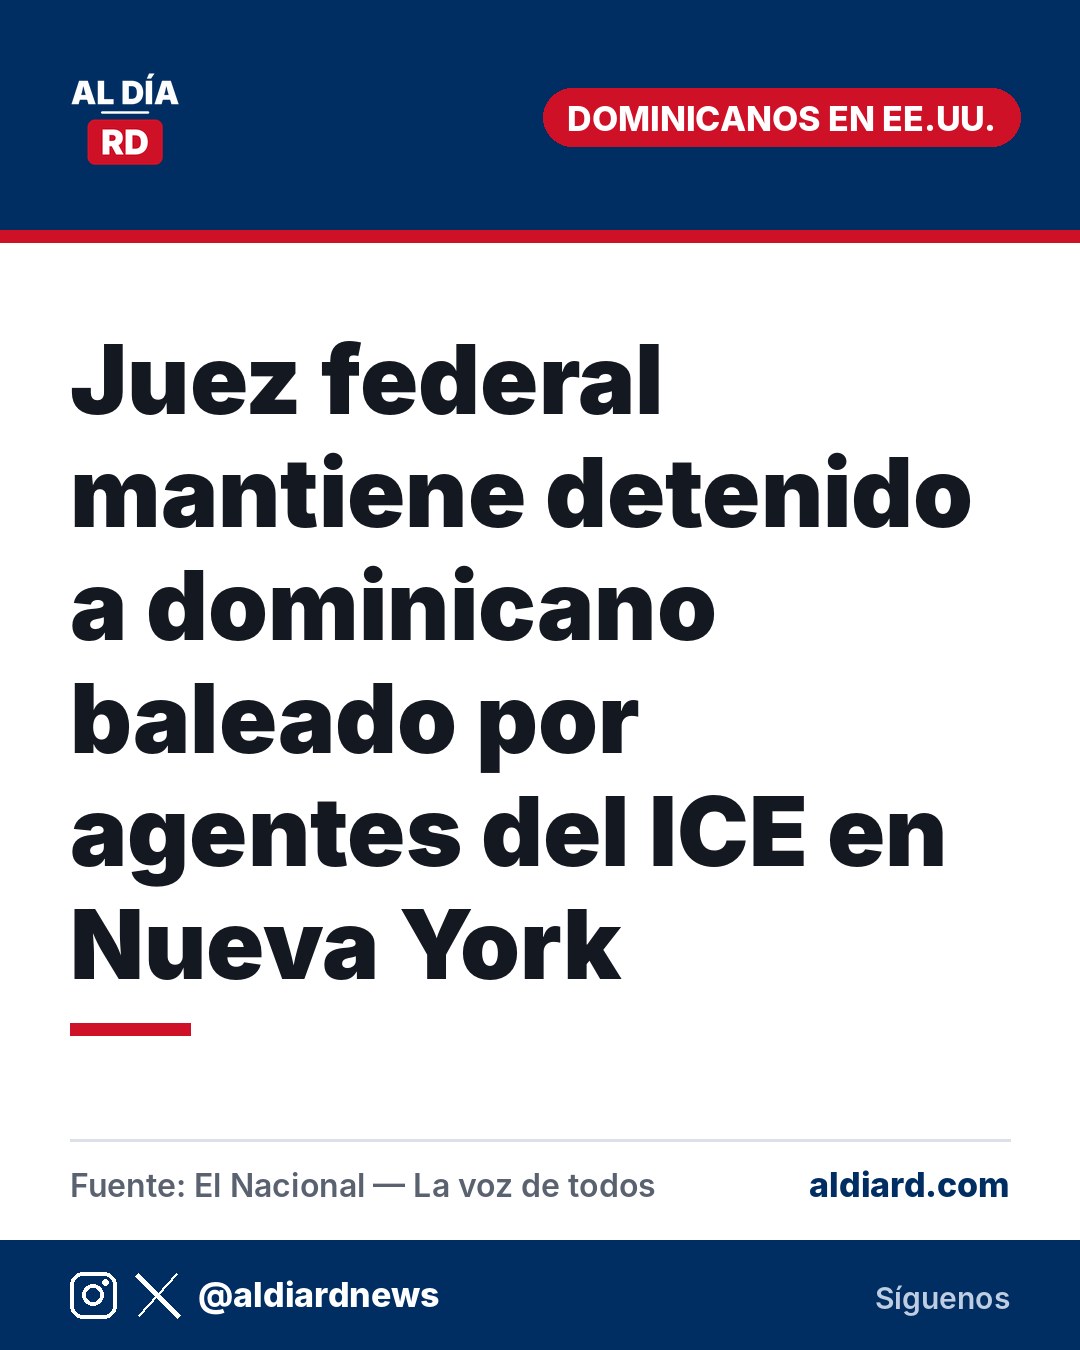 AL DÍA
RD
DOMINICANOS EN EE.UU.
Juez federal
mantiene detenido
a dominicano
baleado por
agentes del ICE en
Nueva York
Fuente: El Nacional — La voz de todos
aldiard.com
@aldiardnews
Síguenos